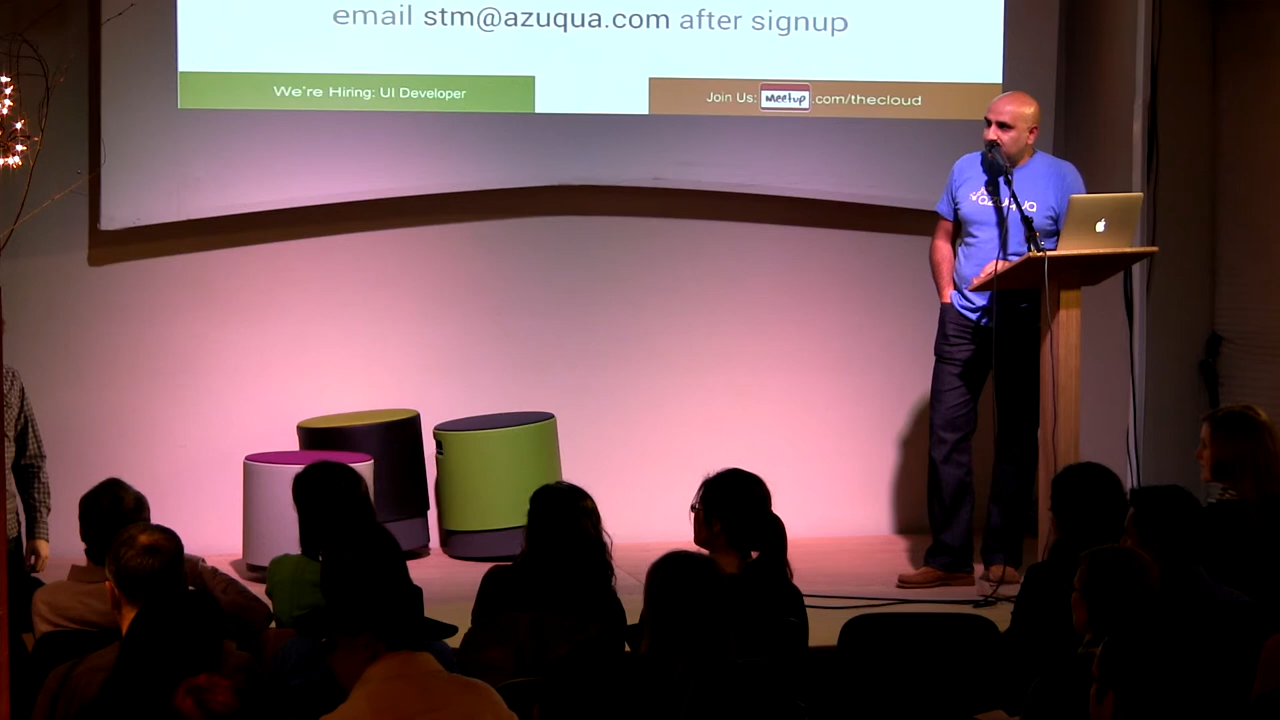 email stm@azuqua.com after signup
We're Hiring: UI Developer
Join Us: Meetup.com/thecloud
azuqua